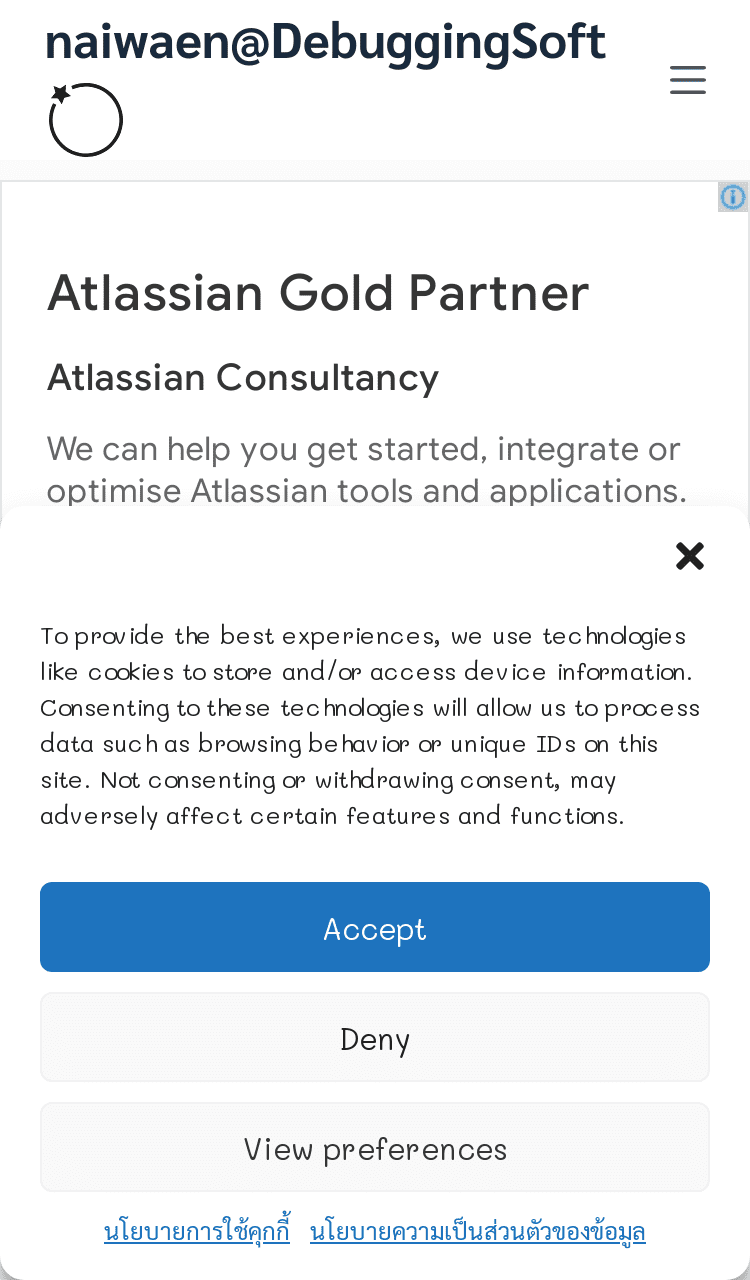 naiwaen@DebuggingSoft
Atlassian Gold Partner
Atlassian Consultancy
We can help you get started, integrate or
optimise Atlassian tools and applications.
To provide the best experiences, we use technologies
like cookies to store and/or access device information.
Consenting to these technologies will allow us to process
data such as browsing behavior or unique IDs on this
site. Not consenting or withdrawing consent, may
adversely affect certain features and functions.
Accept
Deny
View preferences
นโยบายการใช้คุกกี้ นโยบายความเป็นส่วนตัวของข้อมูล